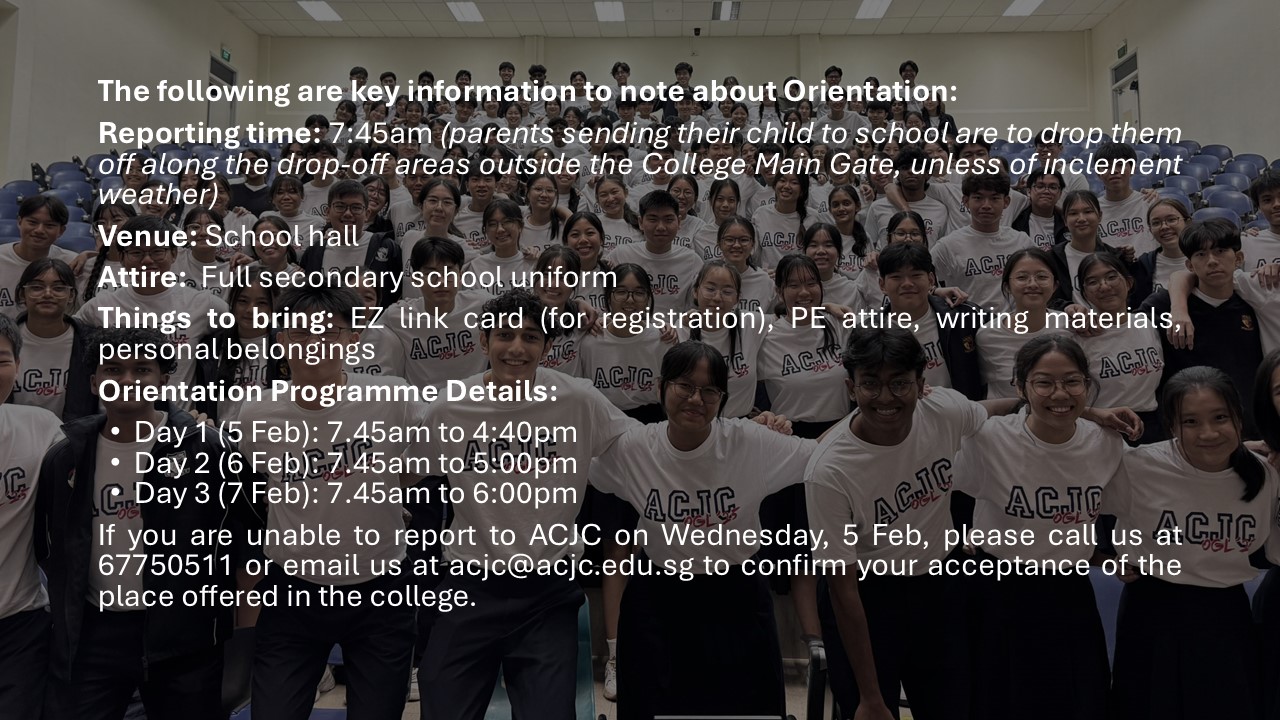 The following are key information to note about Orientation:
Reporting time: 7:45am (parents sending their child to school are to drop them
off along the drop-off areas outside the College Main Gate, unless of inclement
weather)
Venue: School hall
Attire: Full secondary school uniform
Things to bring: EZ link card (for registration), PE attire, writing materials,
personal belongings
Orientation Programme Details:
• Day 1 (5 Feb): 7.45am to 4:40pm
• Day 2 (6 Feb): 7.45am to 5:00pm
• Day 3 (7 Feb): 7.45am to 6:00pm
If you are unable to report to ACJC on Wednesday, 5 Feb, please call us at
67750511 or email us at acjc@acjc.edu.sg to confirm your acceptance of the
place offered in the college.
ACJC
ACJC
ACJC
ACJC